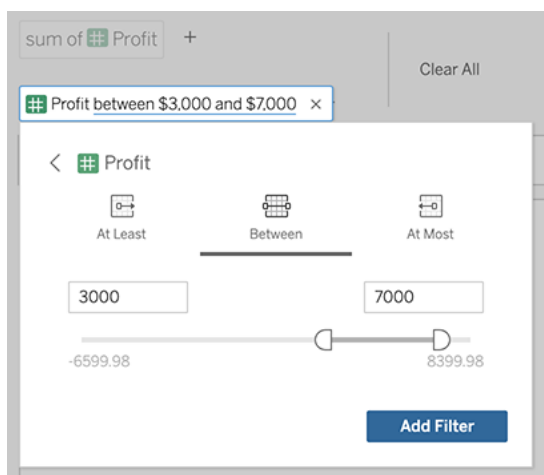 sum of Profit +
Clear All
Profit between $3,000 and $7,000 ×
Profit
At Least Between At Most
3000 7000
-6599.98 8399.98
Add Filter